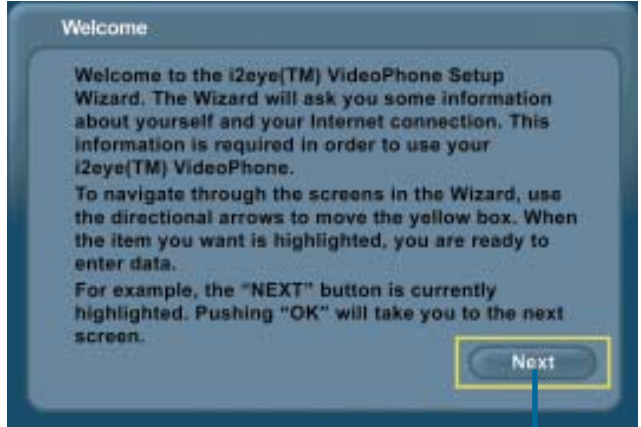 Welcome
Welcome to the i2eye(TM) VideoPhone Setup
Wizard. The Wizard will ask you some information
about yourself and your Internet connection. This
information is required in order to use your
i2eye(TM) VideoPhone.
To navigate through the screens in the Wizard, use
the directional arrows to move the yellow box. When
the item you want is highlighted, you are ready to
enter data.
For example, the “NEXT” button is currently
highlighted. Pushing “OK” will take you to the next
screen.
Next